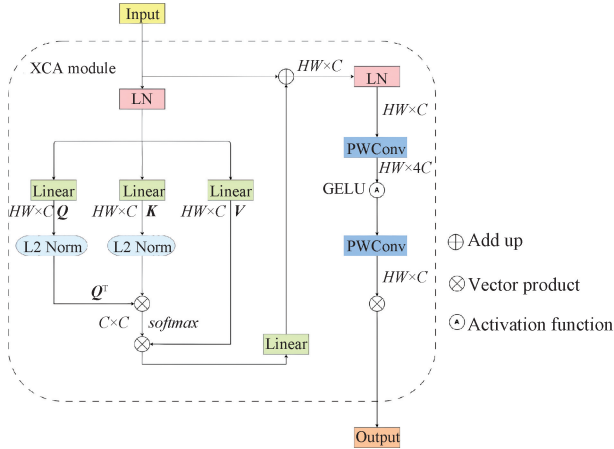 Input
XCA module
HW×C
LN
LN
HW×C
PWConv
HW×4C
GELU
A
Linear
Linear
Linear
HW×C Q
HW×C K
HW×C V
L2 Norm
L2 Norm
PWConv
Add up
HW×C
Q^T
Vector product
C×C
softmax
A
Activation function
Linear
Output